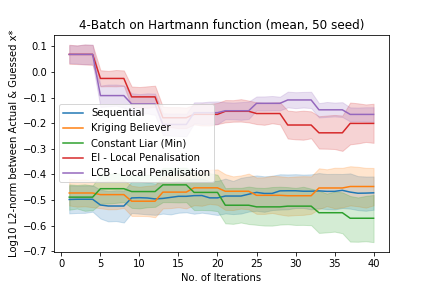 4-Batch on Hartmann function (mean, 50 seed)
Log10 L2-norm between Actual & Guessed x*
0.1
0.0
−0.1
−0.2
−0.3
−0.4
−0.5
−0.6
−0.7
Sequential
Kriging Believer
Constant Liar (Min)
EI - Local Penalisation
LCB - Local Penalisation
0 5 10 15 20 25 30 35 40
No. of Iterations